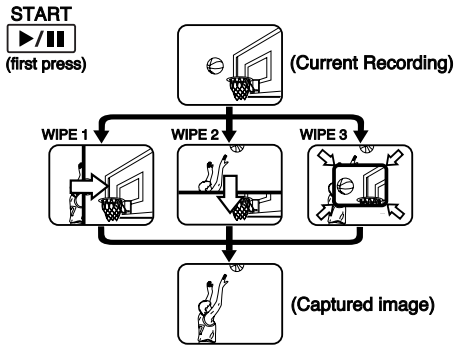 START
▶/❚❚
(first press)
(Current Recording)
WIPE 1
WIPE 2
WIPE 3
(Captured image)